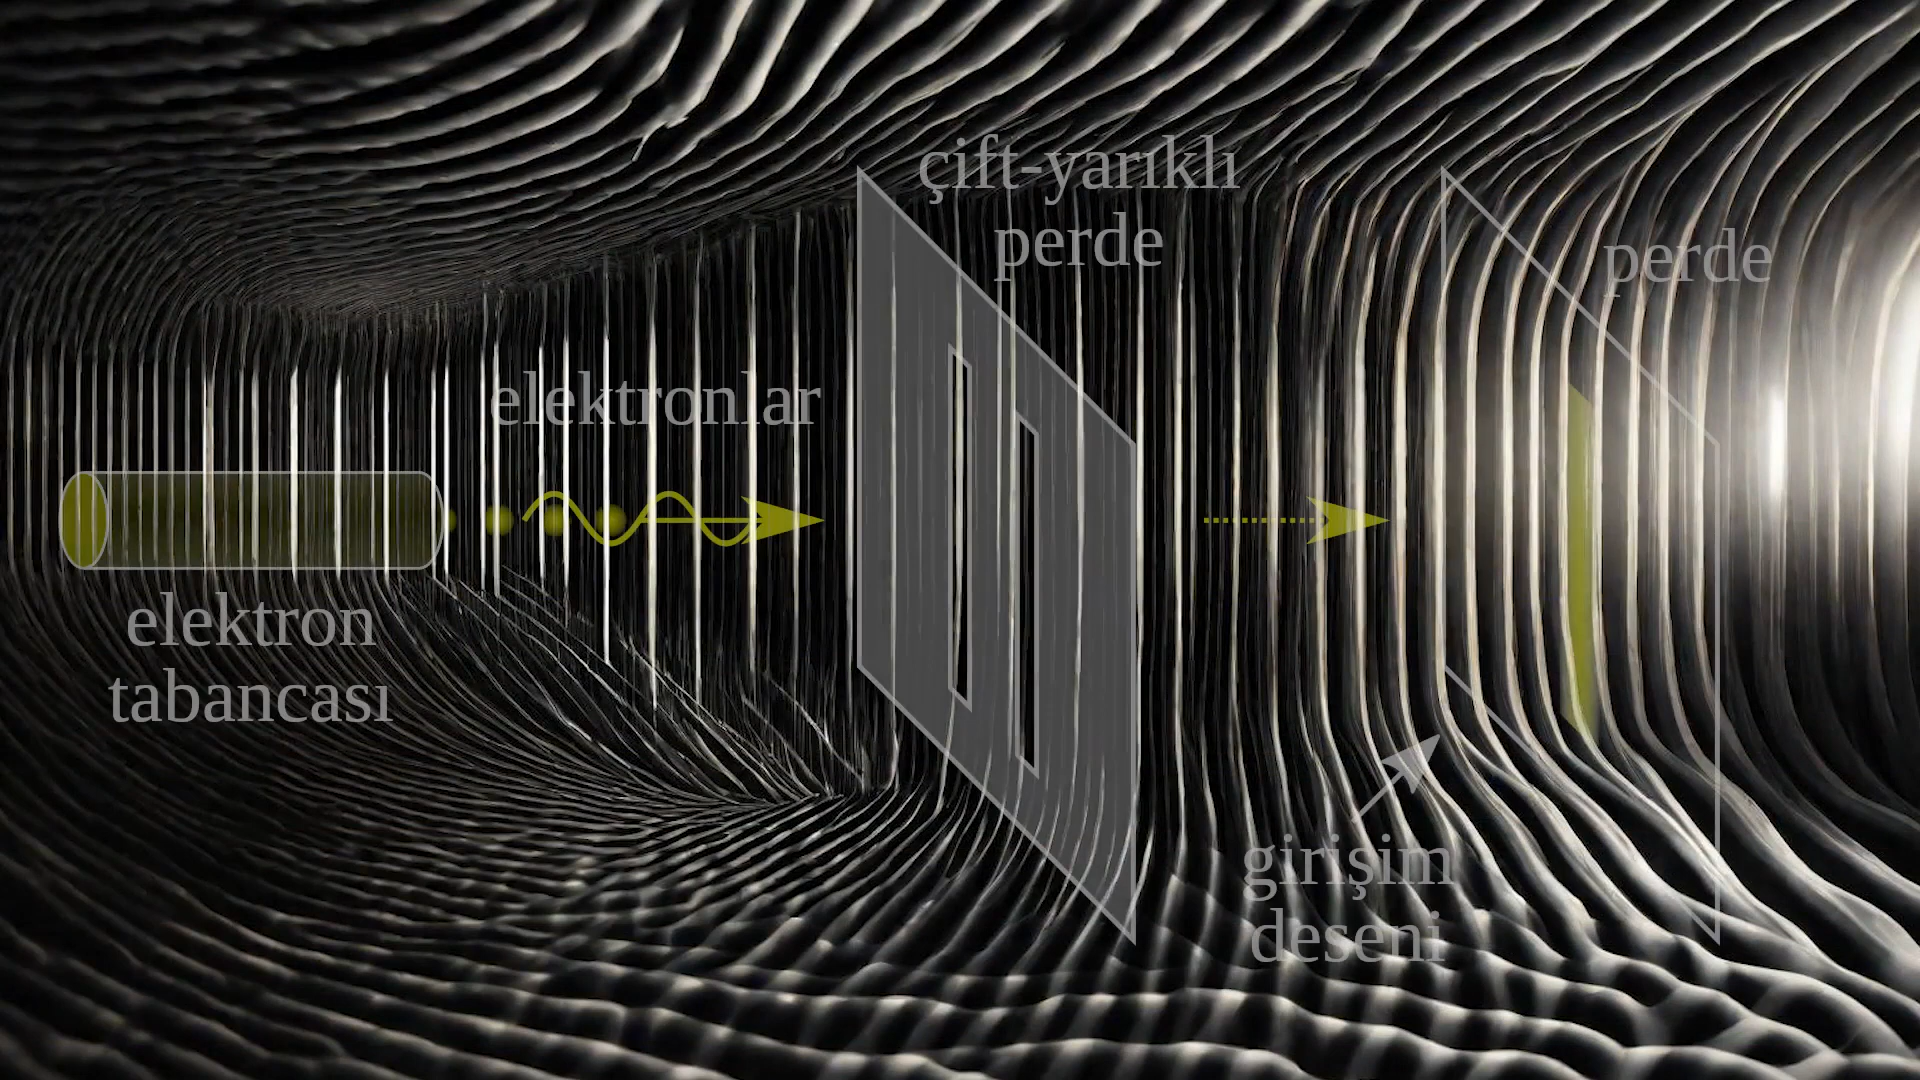 çift-yarıklı
perde
perde
elektronlar
elektron
tabancası
girişim
deseni